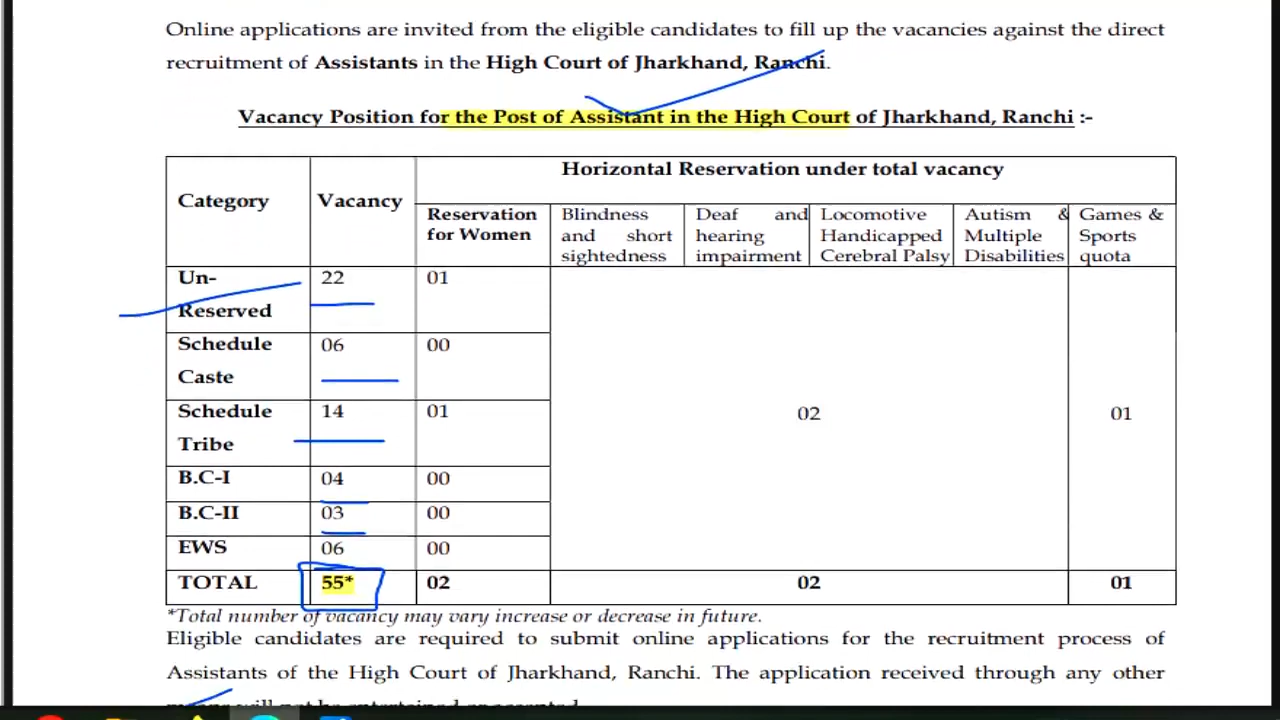 Online applications are invited from the eligible candidates to fill up the vacancies against the direct
recruitment of Assistants in the High Court of Jharkhand, Ranchi.
Vacancy Position for the Post of Assistant in the High Court of Jharkhand, Ranchi :-
Category Vacancy Horizontal Reservation under total vacancy
Reservation for Women Blindness and short sightedness Deaf and hearing impairment Locomotive Handicapped Cerebral Palsy Autism & Multiple Disabilities Games & Sports quota
Un-Reserved 22 01
Schedule Caste 06 00
Schedule Tribe 14 01
02 01
B.C-I 04 00
B.C-II 03 00
EWS 06 00
TOTAL 55* 02 02 01
*Total number of vacancy may vary increase or decrease in future.
Eligible candidates are required to submit online applications for the recruitment process of
Assistants of the High Court of Jharkhand, Ranchi. The application received through any other
means will not be entertained or accepted.